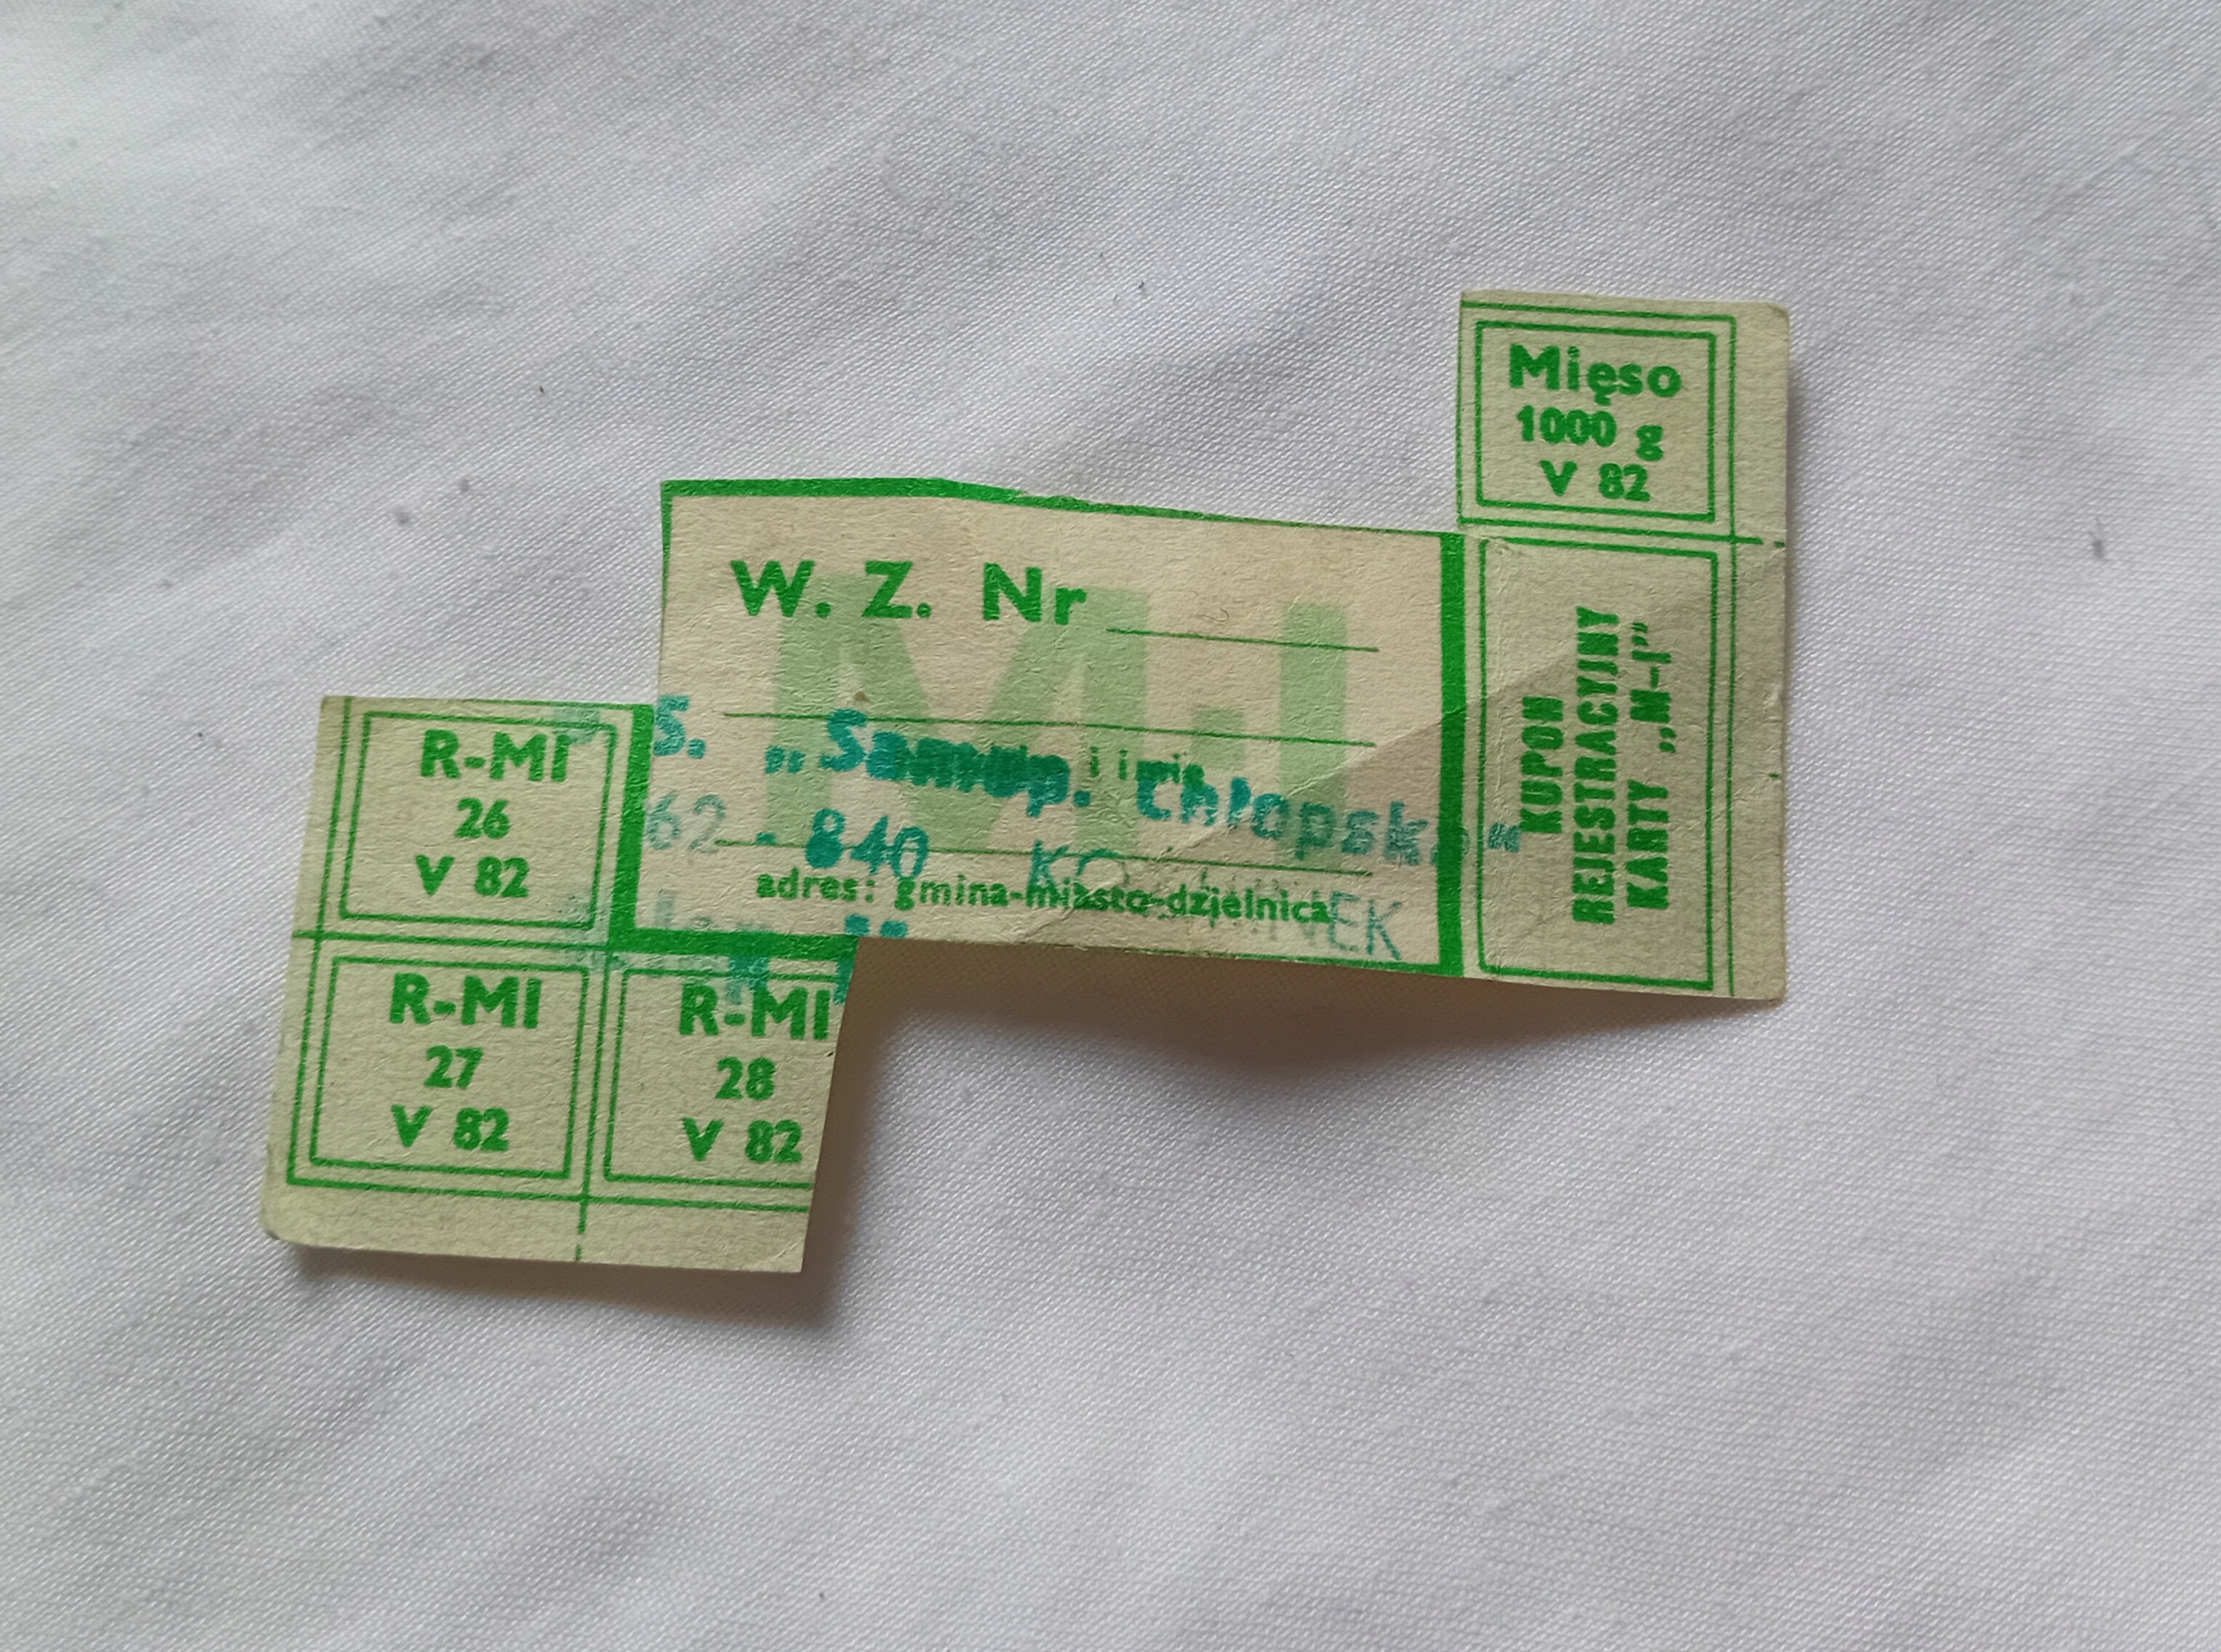 Mięso
1000 g
V 82
W. Z. Nr
M-I
S. „Samop. Chłopska"
62-840
adres: gmina-miasto-dzielnica
KUPON
REJESTRACYJNY
KARTY „M-I”
R-MI
26
V 82
R-MI
27
V 82
R-MI
28
V 82